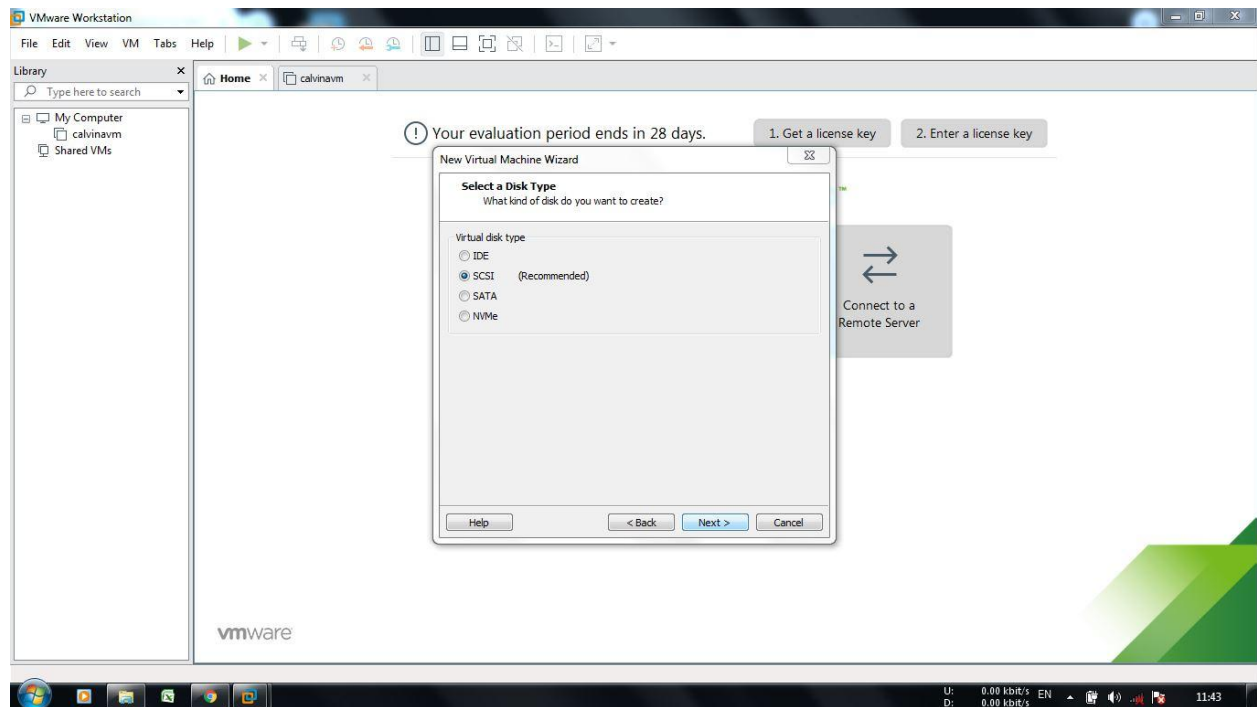 VMware Workstation
File Edit View VM Tabs Help
Library
Type here to search
My Computer
calvinavm
Shared VMs
Home
calvinavm
Your evaluation period ends in 28 days.
1. Get a license key
2. Enter a license key
™
New Virtual Machine Wizard
Select a Disk Type
What kind of disk do you want to create?
Virtual disk type
IDE
SCSI (Recommended)
SATA
NVMe
Help
< Back
Next >
Cancel
Connect to a
Remote Server
vmware
U: 0.00 kbit/s
D: 0.00 kbit/s
EN
11:43